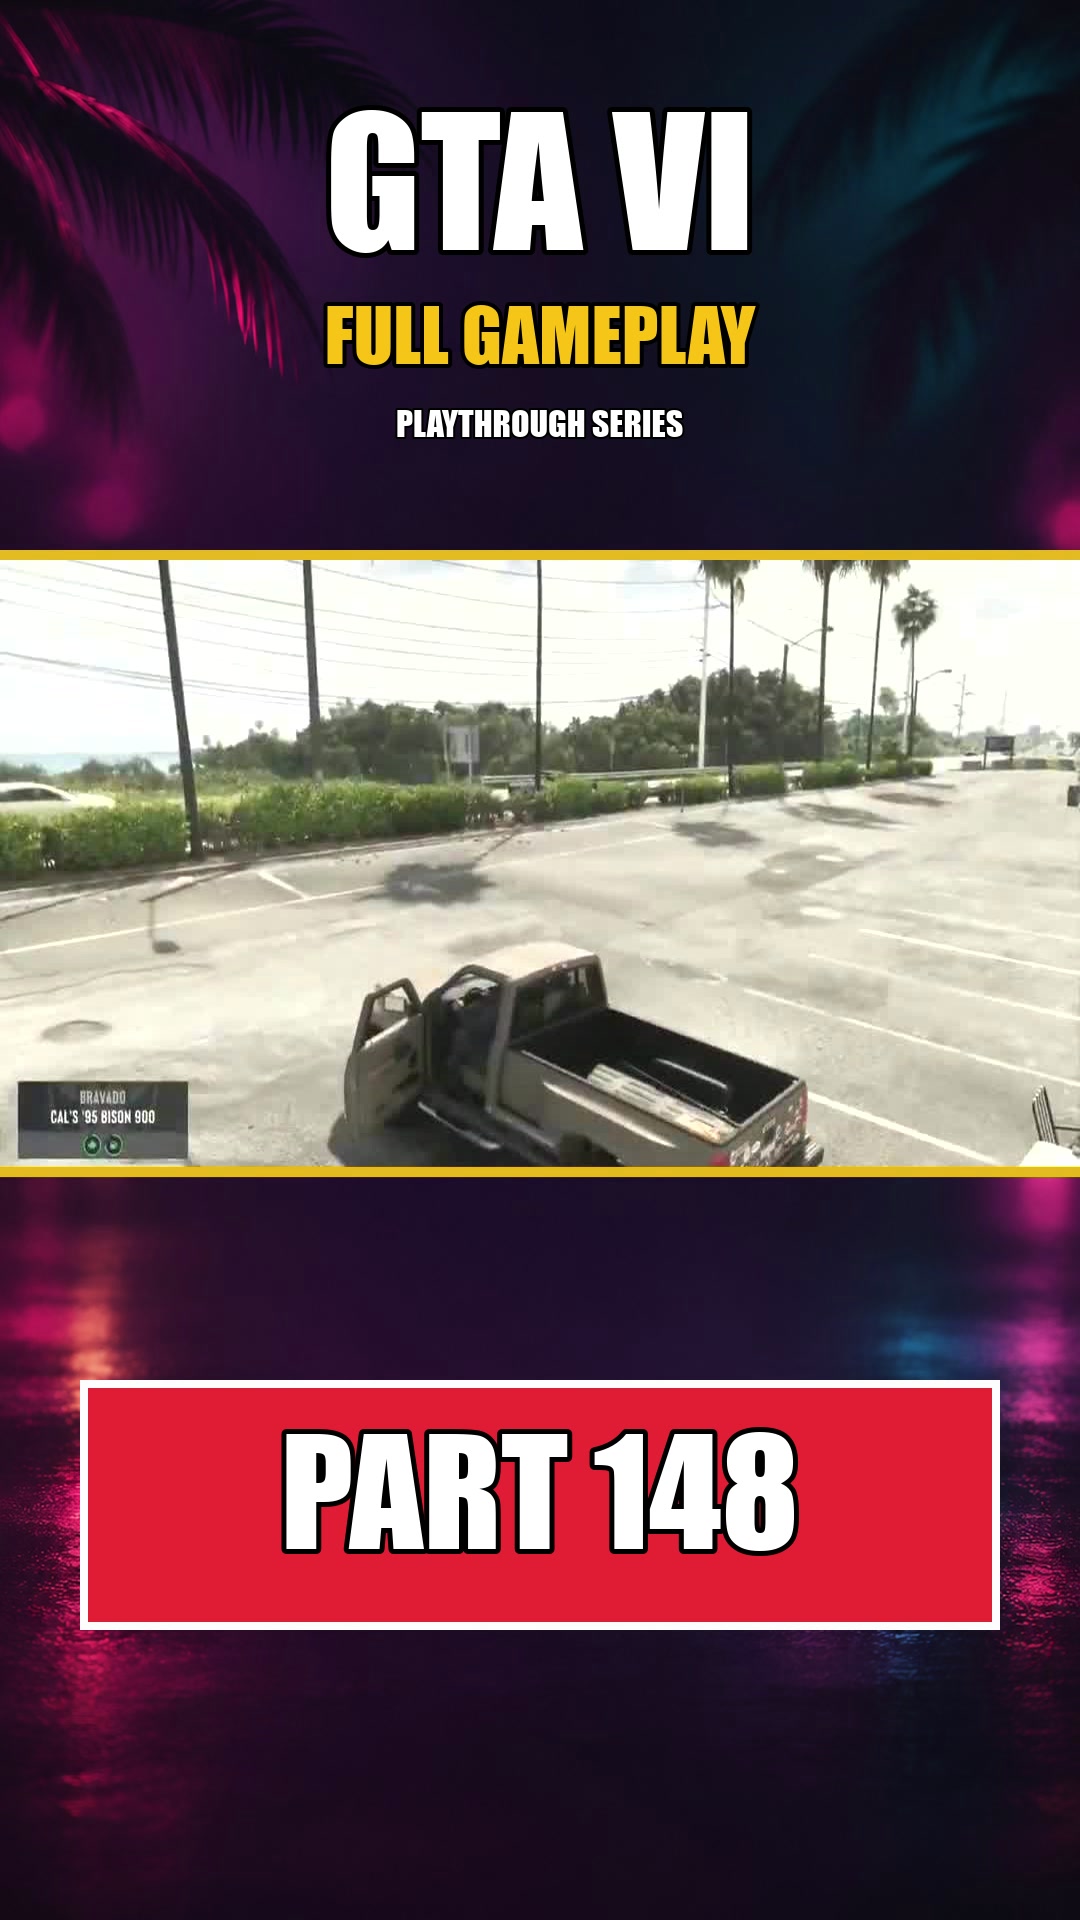 GTA VI
FULL GAMEPLAY
PLAYTHROUGH SERIES
BRAVADO
CAL'S '95 BISON 900
PART 148